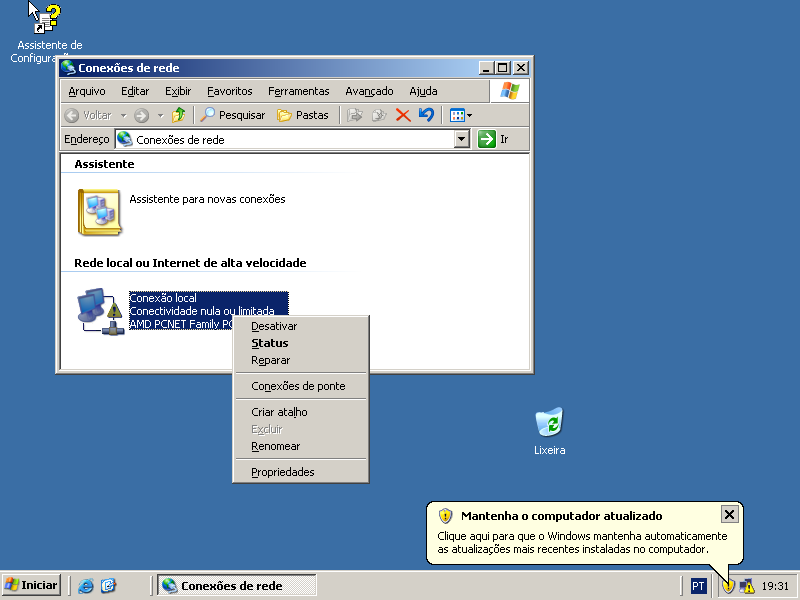 Assistente de
Conexões de rede
Arquivo Editar Exibir Favoritos Ferramentas Avançado Ajuda
Voltar Pesquisar Pastas
Endereço Conexões de rede Ir
Assistente
Assistente para novas conexões
Rede local ou Internet de alta velocidade
Conexão local
Conectividade nula ou limitada
AMD PCNET Family
Desativar
Status
Reparar
Conexões de ponte
Criar atalho
Excluir
Renomear
Propriedades
Lixeira
Mantenha o computador atualizado
Clique aqui para que o Windows mantenha automaticamente
as atualizações mais recentes instaladas no computador.
Iniciar Conexões de rede PT 19:31